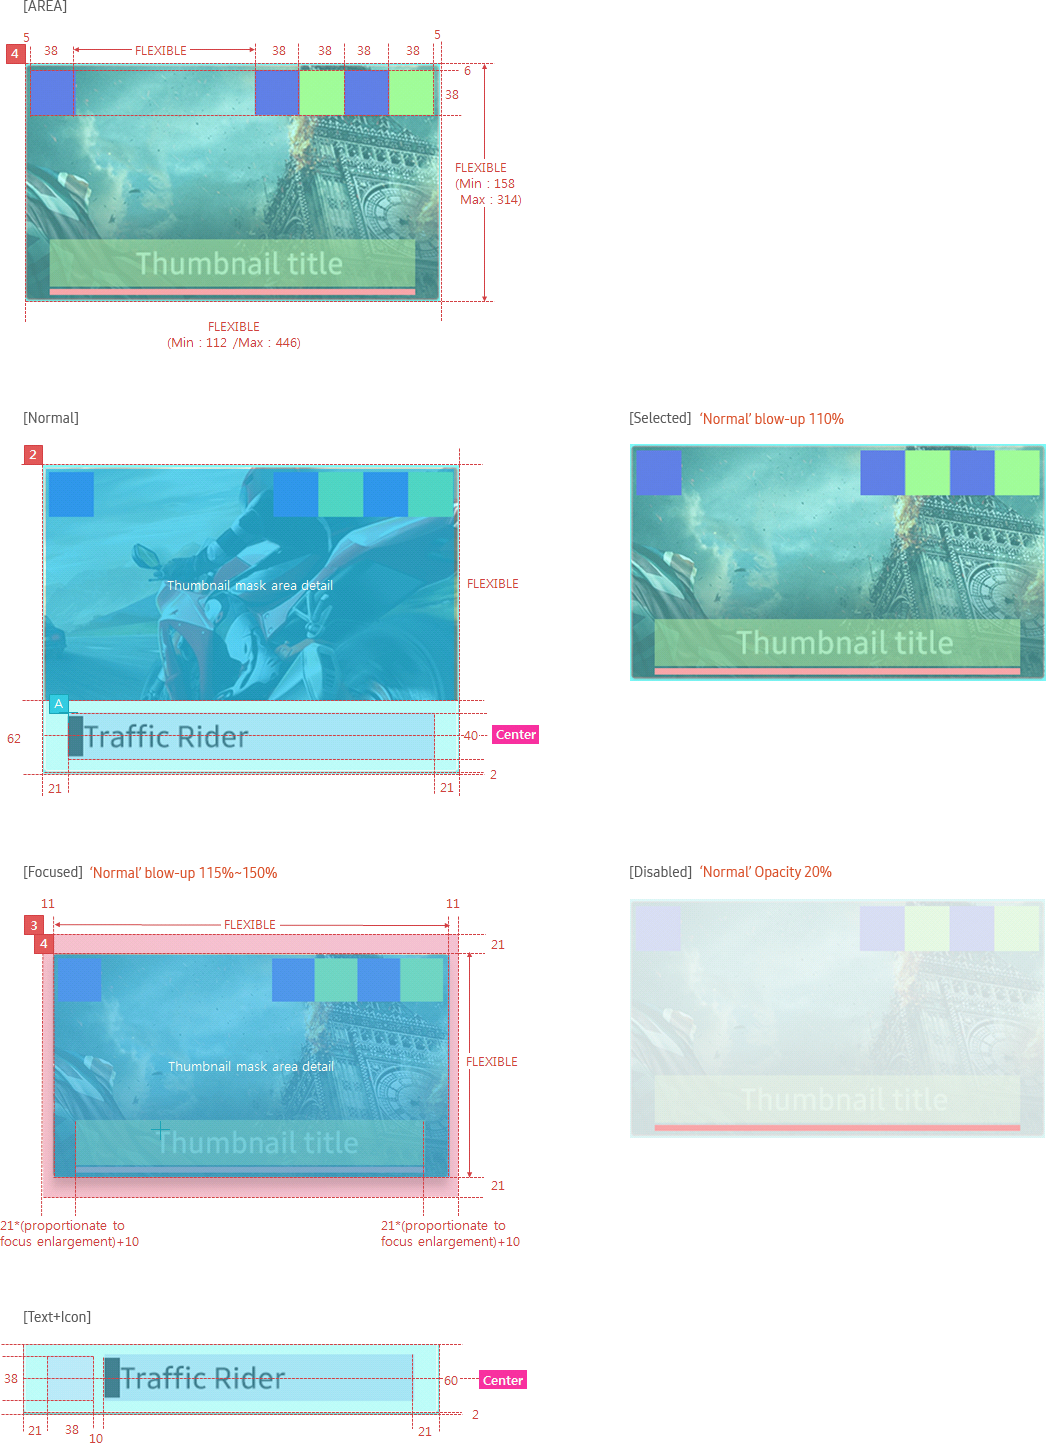 [AREA]
5
5
4
38
FLEXIBLE
38
38
38
38
6
38
FLEXIBLE
(Min : 158
Max : 314)
Thumbnail title
FLEXIBLE
(Min : 112 /Max : 446)
[Normal]
[Selected] ‘Normal’ blow-up 110%
2
Thumbnail mask area detail
FLEXIBLE
Thumbnail title
A
Traffic Rider
62
40
Center
2
21
21
[Focused] ‘Normal’ blow-up 115%~150%
[Disabled] ‘Normal’ Opacity 20%
11
11
3
FLEXIBLE
4
21
Thumbnail mask area detail
FLEXIBLE
Thumbnail title
Thumbnail title
21
21*(proportionate to
focus enlargement)+10
21*(proportionate to
focus enlargement)+10
[Text+Icon]
38
Traffic Rider
60
Center
2
21
38
10
21